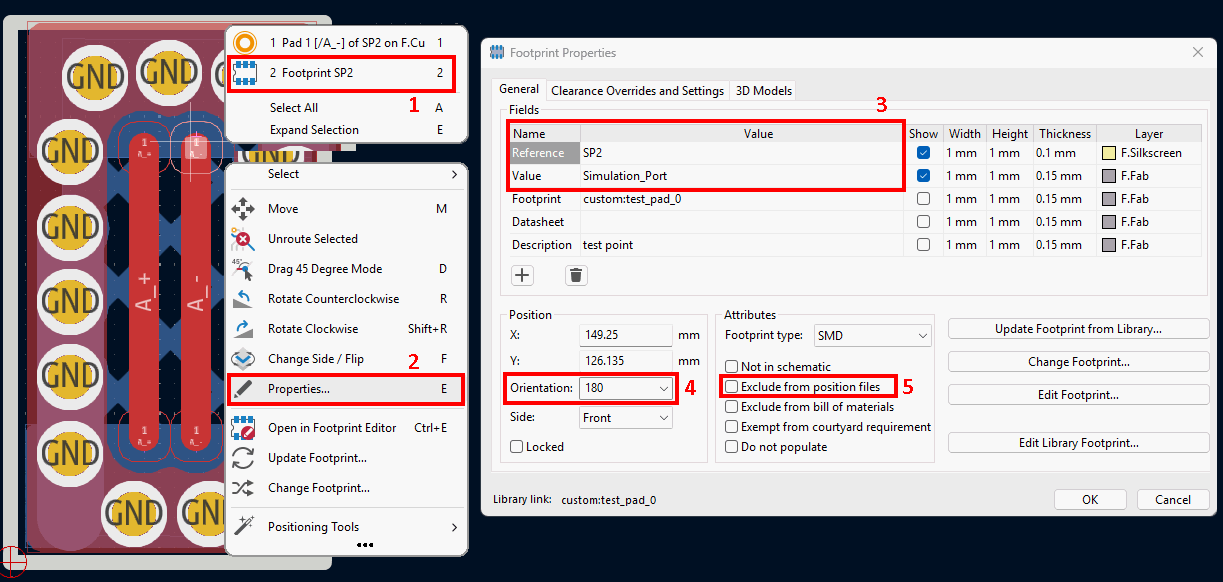 1 Pad 1 [/A_-] of SP2 on F.Cu 1
2 Footprint SP2 2
1
Select All A
Expand Selection E
Select
Move M
Unroute Selected
45°
Drag 45 Degree Mode D
Rotate Counterclockwise R
Rotate Clockwise Shift+R
Change Side / Flip F
2
Properties... E
Open in Footprint Editor Ctrl+E
Update Footprint...
Change Footprint...
Positioning Tools
GND
GND
GND
GND
GND
GND
GND
GND
GND
GND
1
A_+
1
A_-
A_+
A_-
1
A_+
1
A_-
Footprint Properties
General Clearance Overrides and Settings 3D Models
Fields
3
Name Value Show Width Height Thickness Layer
Reference SP2 1 mm 1 mm 0.1 mm F.Silkscreen
Value Simulation_Port 1 mm 1 mm 0.15 mm F.Fab
Footprint custom:test_pad_0 1 mm 1 mm 0.15 mm F.Fab
Datasheet 1 mm 1 mm 0.15 mm F.Fab
Description test point 1 mm 1 mm 0.15 mm F.Fab
Position
X: 149.25 mm
Y: 126.135 mm
Orientation: 180 4
Side: Front
Locked
Attributes
Footprint type: SMD
Not in schematic
Exclude from position files 5
Exclude from bill of materials
Exempt from courtyard requirement
Do not populate
Update Footprint from Library...
Change Footprint...
Edit Footprint...
Edit Library Footprint...
Library link: custom:test_pad_0
OK Cancel